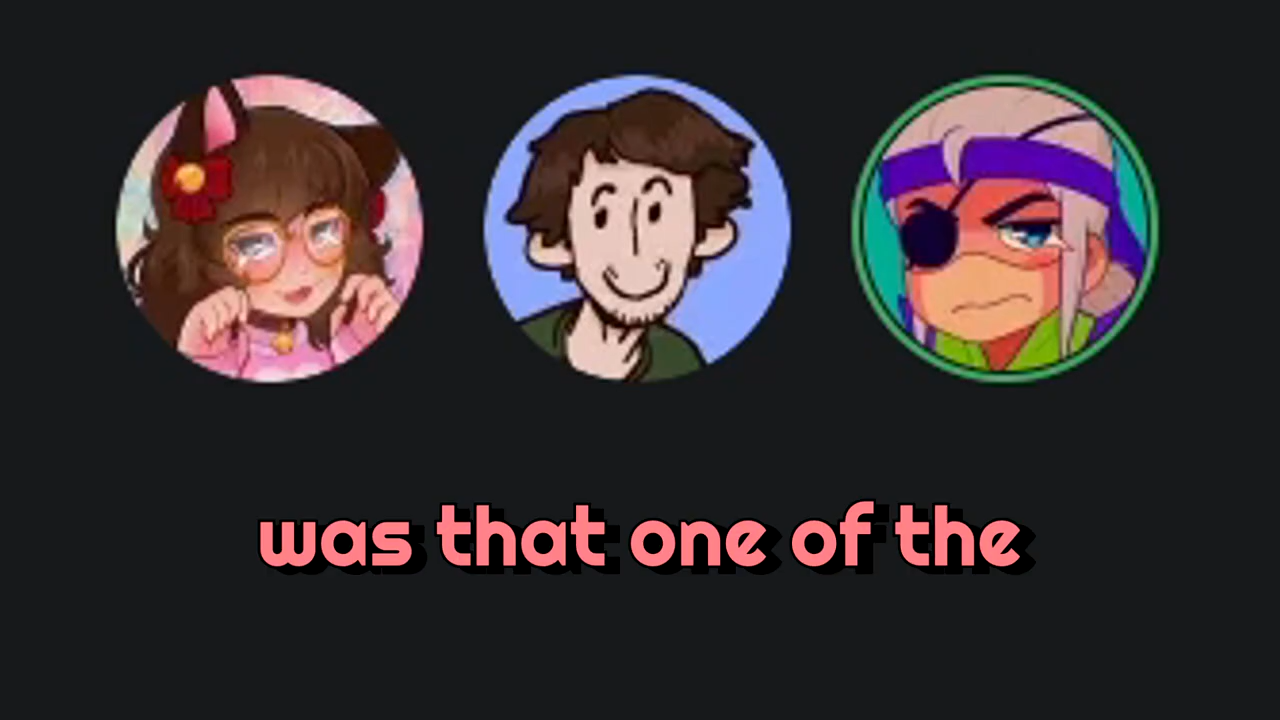 was that one of the